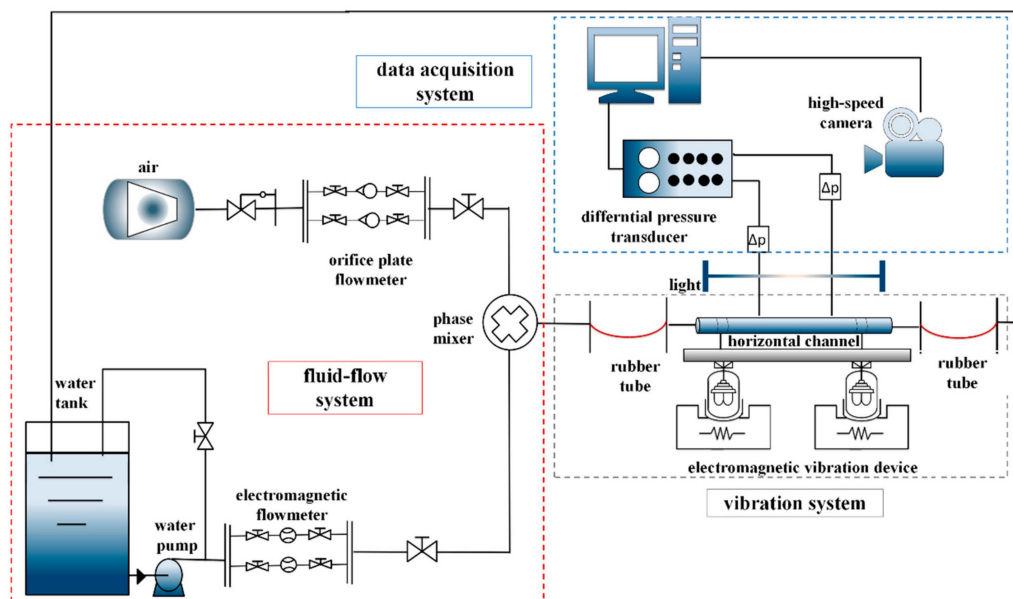 data acquisition
system
high-speed
camera
air
Δp
differntial pressure
transducer
Δp
orifice plate
flowmeter
light
phase
mixer
horizontal channel
rubber
tube
rubber
tube
fluid-flow
system
water
tank
electromagnetic vibration device
electromagnetic
flowmeter
vibration system
water
pump